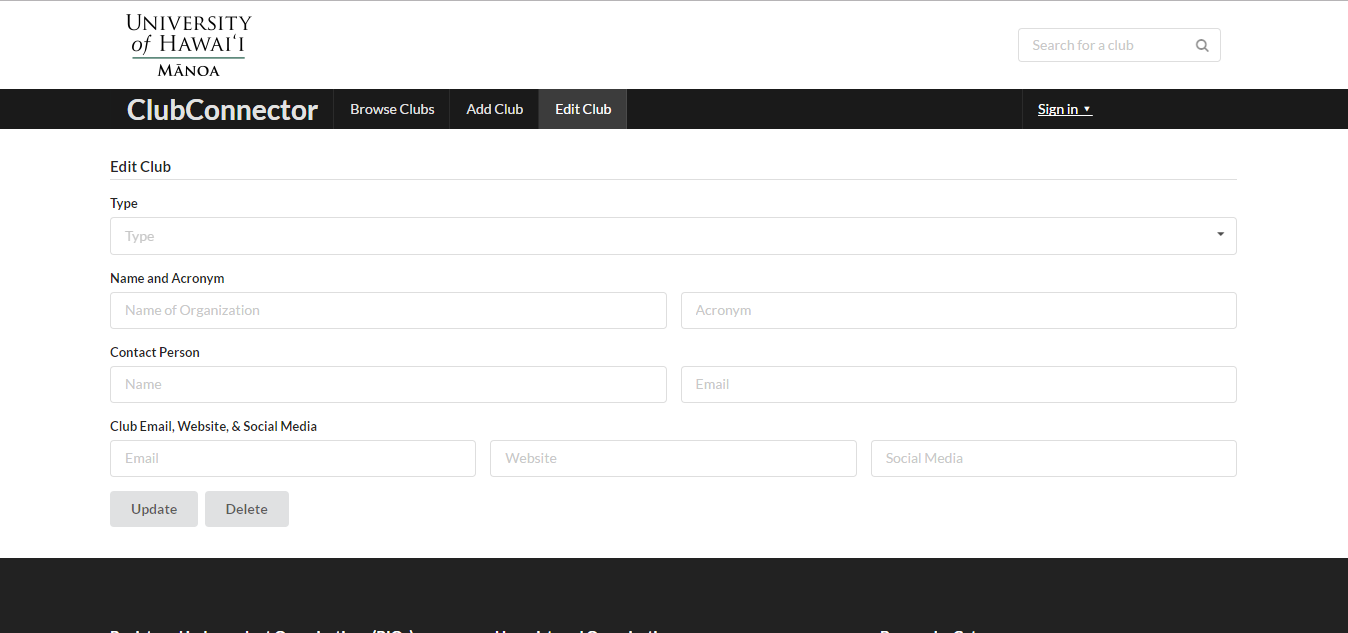 UNIVERSITY
of HAWAIʻI
MĀNOA
Search for a club
ClubConnector
Browse Clubs
Add Club
Edit Club
Sign in
Edit Club
Type
Type
Name and Acronym
Name of Organization
Acronym
Contact Person
Name
Email
Club Email, Website, & Social Media
Email
Website
Social Media
Update
Delete